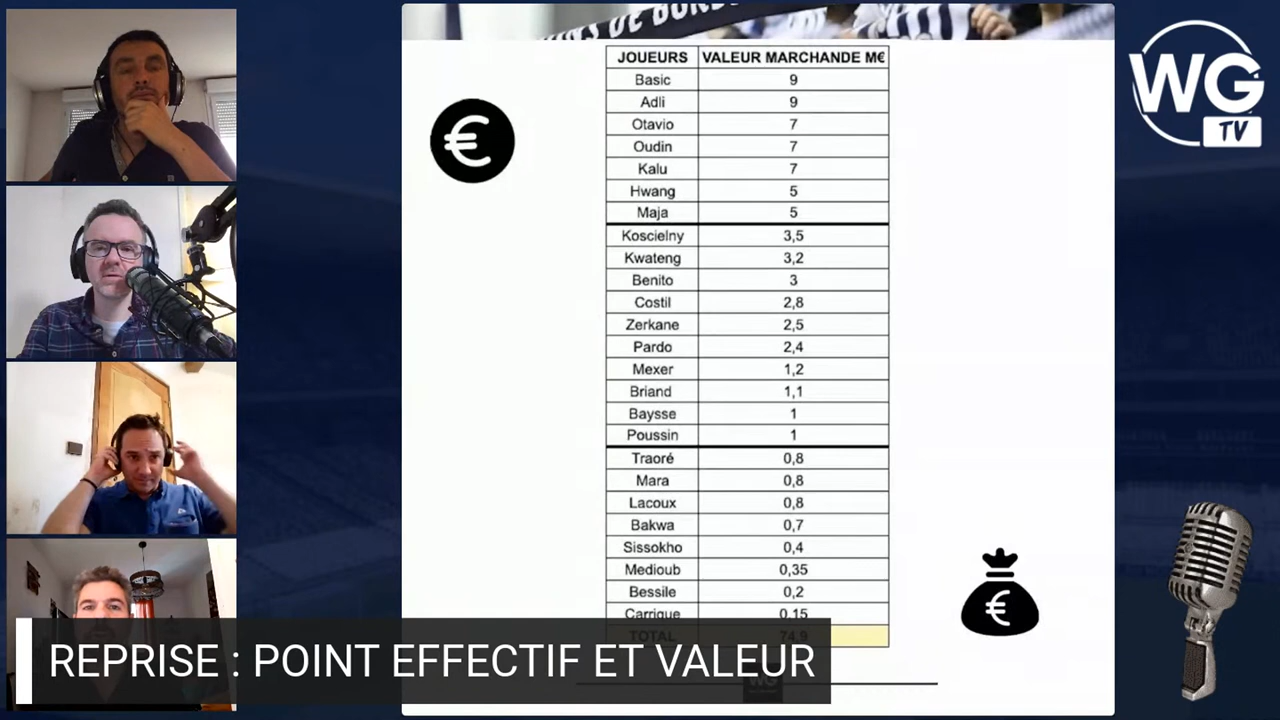 WG
TV
JOUEURS VALEUR MARCHANDE M€
Basic 9
Adli 9
Otavio 7
Oudin 7
Kalu 7
Hwang 5
Maja 5
Koscielny 3,5
Kwateng 3,2
Benito 3
Costil 2,8
Zerkane 2,5
Pardo 2,4
Mexer 1,2
Briand 1,1
Baysse 1
Poussin 1
Traoré 0,8
Mara 0,8
Lacoux 0,8
Bakwa 0,7
Sissokho 0,4
Medioub 0,35
Bessile 0,2
Carrique 0,15
TOTAL 74,9
REPRISE : POINT EFFECTIF ET VALEUR
WG